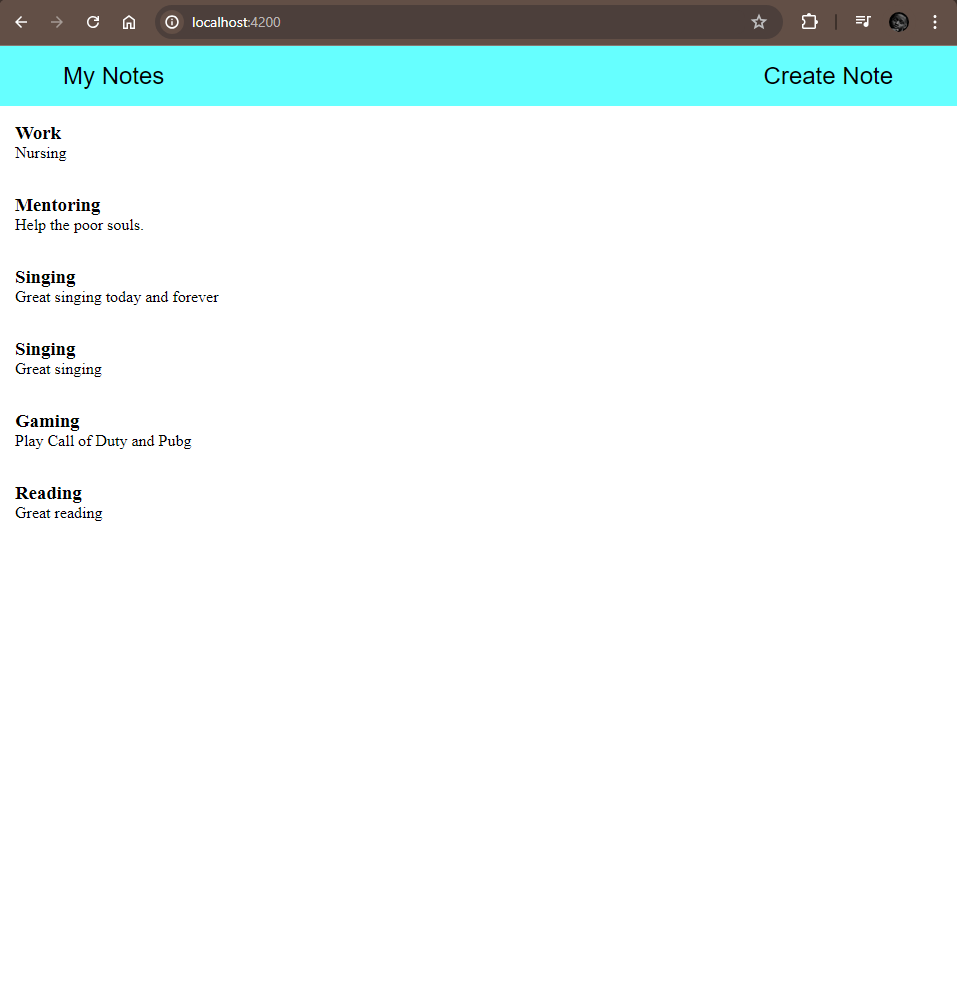 localhost:4200
My Notes Create Note
Work
Nursing
Mentoring
Help the poor souls.
Singing
Great singing today and forever
Singing
Great singing
Gaming
Play Call of Duty and Pubg
Reading
Great reading